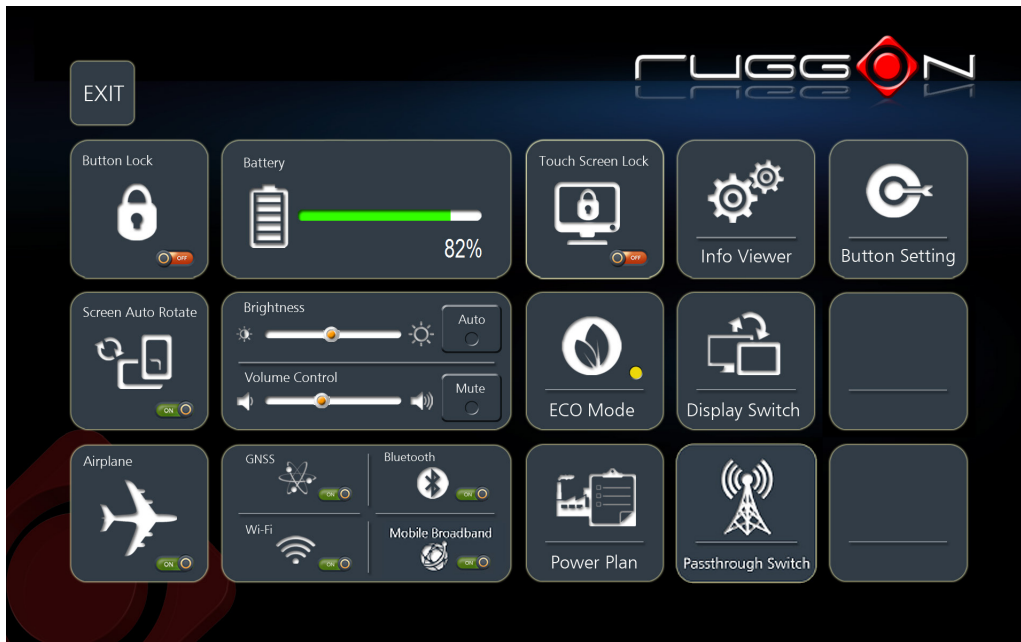 RUGGON
EXIT
Button Lock
OFF
Battery
82%
Touch Screen Lock
OFF
Info Viewer
Button Setting
Screen Auto Rotate
ON
Brightness
Auto
Volume Control
Mute
ECO Mode
Display Switch
Airplane
ON
GNSS
ON
Bluetooth
ON
Wi-Fi
ON
Mobile Broadband
ON
Power Plan
Passthrough Switch